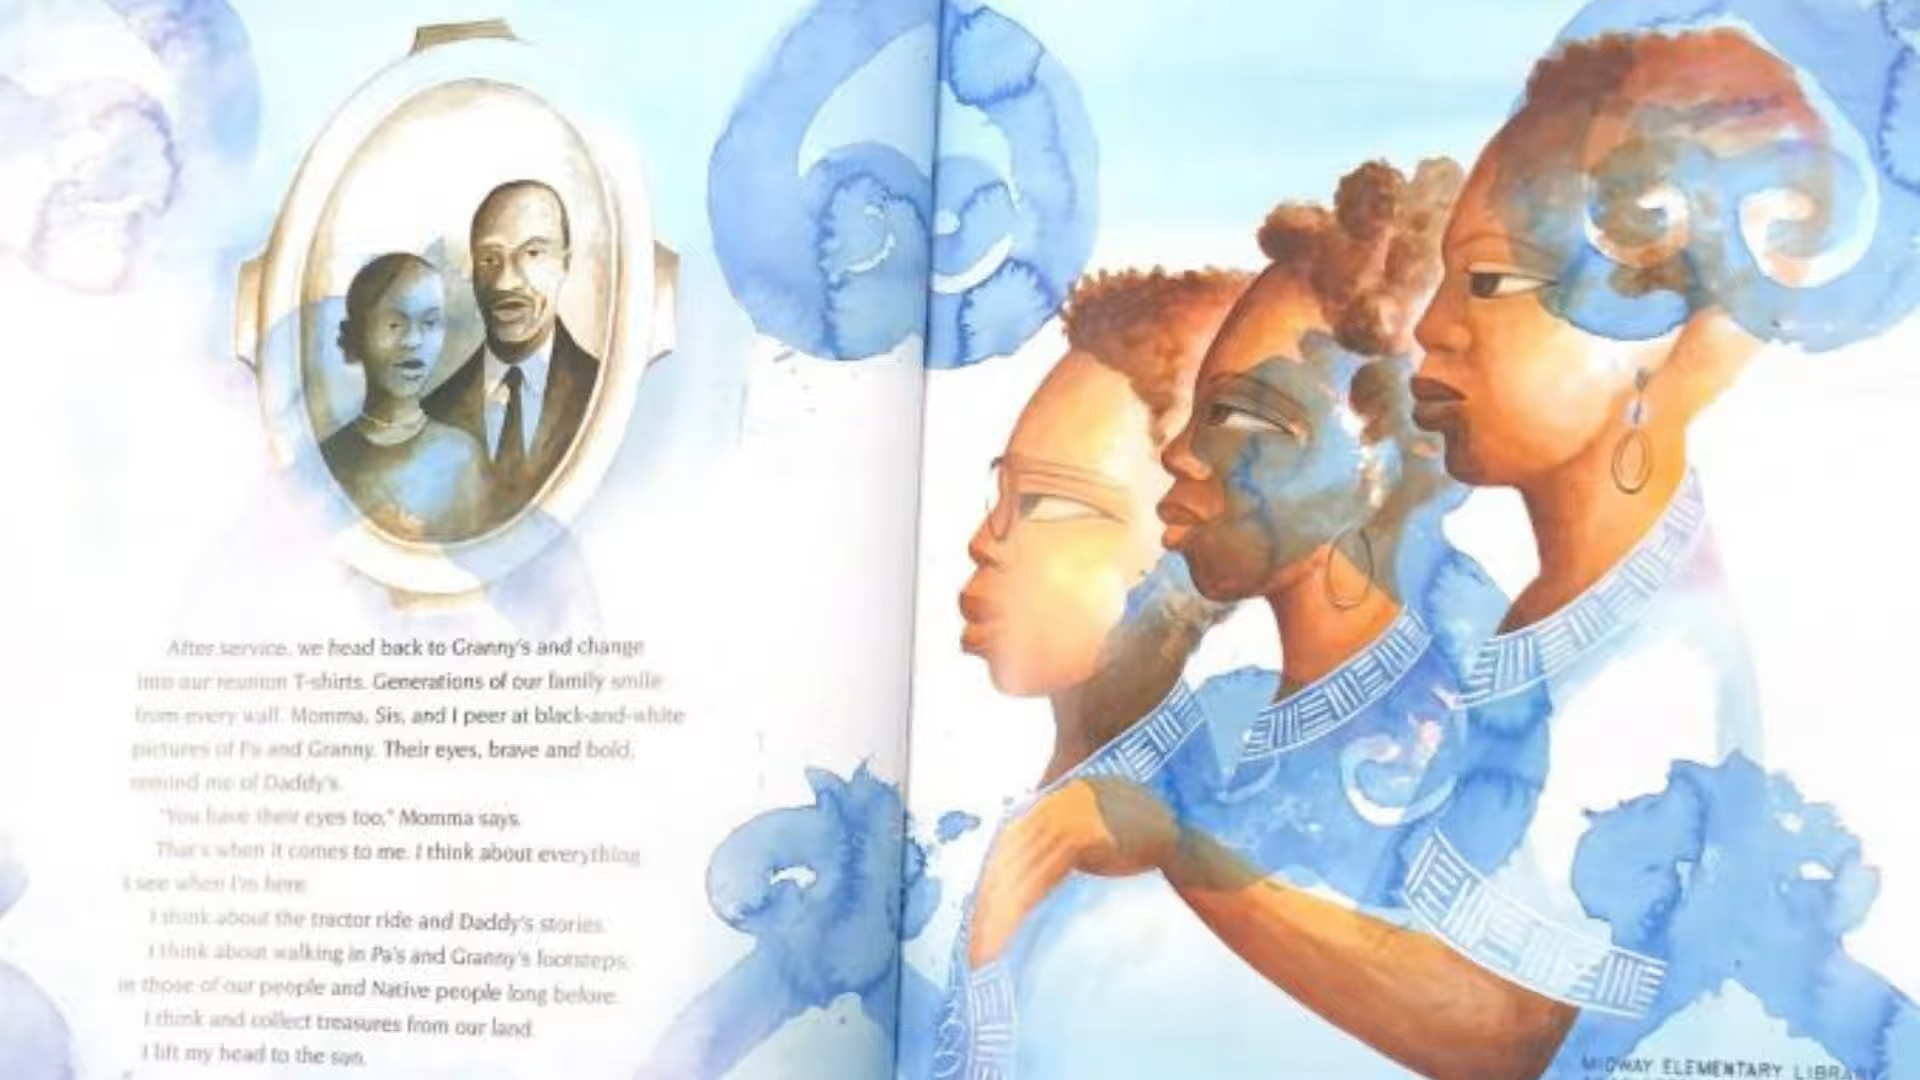 After service, we head back to Granny's and change
into our reunion T-shirts. Generations of our family smile
from every wall. Momma, Sis, and I peer at black-and-white
pictures of Pa and Granny. Their eyes, brave and bold,
remind me of Daddy's.
"You have their eyes too," Momma says.
That's when it comes to me. I think about everything
I see when I'm here.
I think about the tractor ride and Daddy's stories.
I think about walking in Pa's and Granny's footsteps,
those of our people and Native people long before.
I think and collect treasures from our land.
I lift my head to the sun.
MIDWAY ELEMENTARY LIBRARY